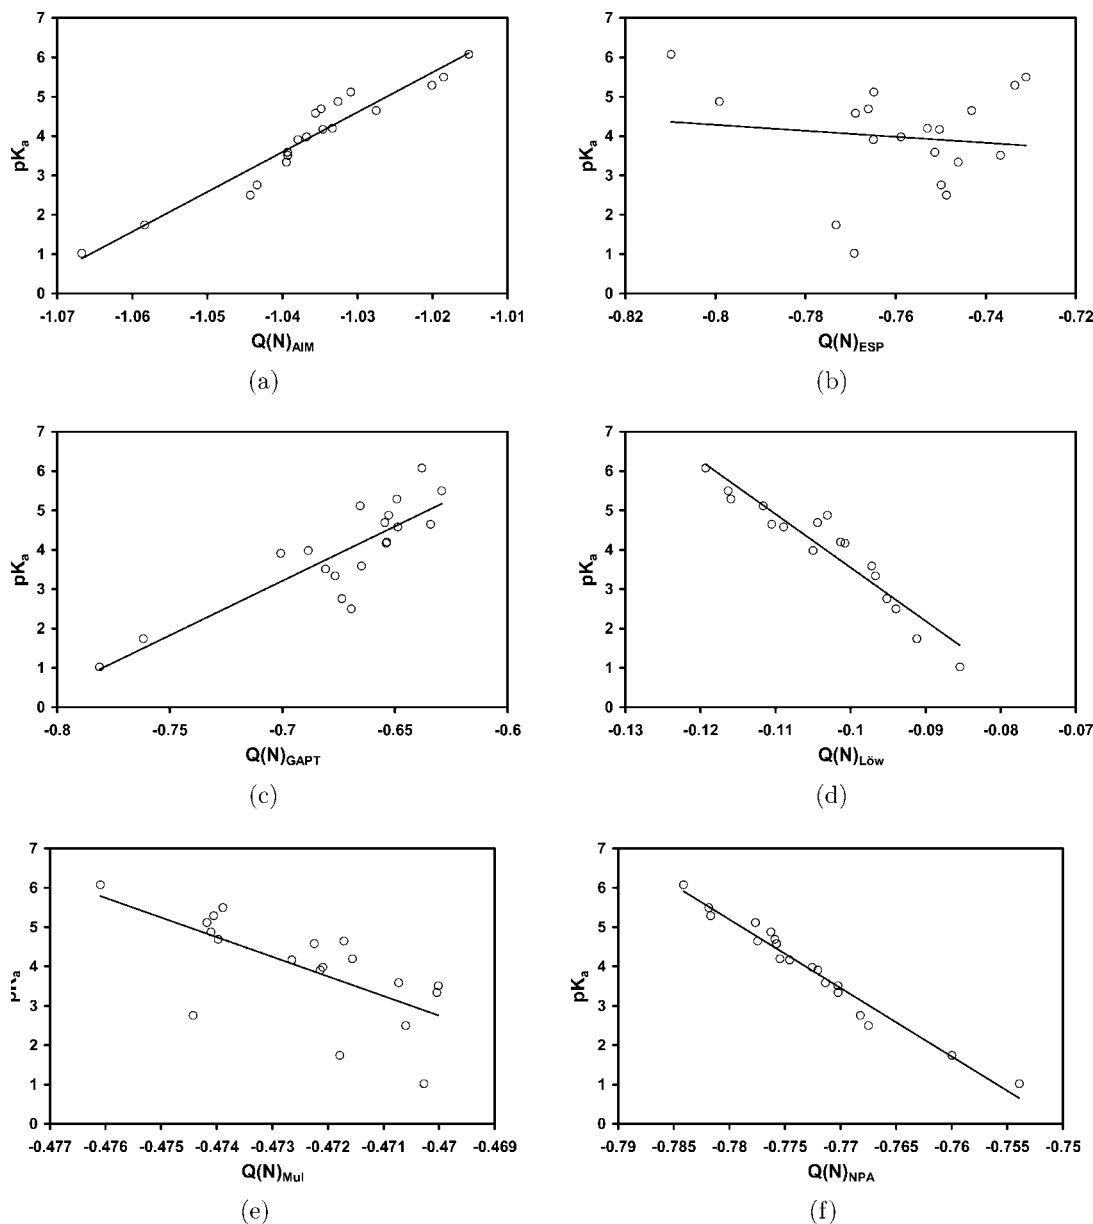 7
6
5
4
3
2
1
0
pKa
-1.07 -1.06 -1.05 -1.04 -1.03 -1.02 -1.01
Q(N)AIM
(a)
7
6
5
4
3
2
1
0
pKa
-0.82 -0.8 -0.78 -0.76 -0.74 -0.72
Q(N)ESP
(b)
7
6
5
4
3
2
1
0
pKa
-0.8 -0.75 -0.7 -0.65 -0.6
Q(N)GAPT
(c)
7
6
5
4
3
2
1
0
pKa
-0.13 -0.12 -0.11 -0.1 -0.09 -0.08 -0.07
Q(N)Löw
(d)
7
6
5
4
3
2
1
0
pKa
-0.477 -0.476 -0.475 -0.474 -0.473 -0.472 -0.471 -0.47 -0.469
Q(N)Mul
(e)
7
6
5
4
3
2
1
0
pKa
-0.79 -0.785 -0.78 -0.775 -0.77 -0.765 -0.76 -0.755 -0.75
Q(N)NPA
(f)